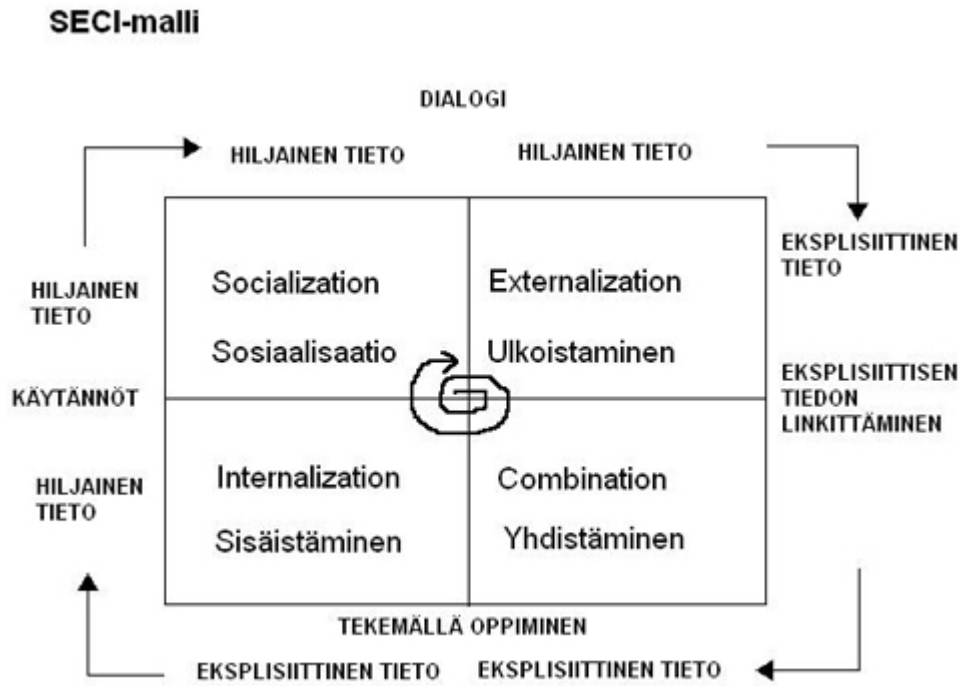 SECI-malli
DIALOGI
HILJAINEN TIETO
HILJAINEN TIETO
EKSPLISIITTINEN
TIETO
HILJAINEN
TIETO
Socialization
Sosiaalisaatio
Externalization
Ulkoistaminen
KÄYTÄNNÖT
EKSPLISIITTISEN
TIEDON
LINKITTÄMINEN
HILJAINEN
TIETO
Internalization
Sisäistäminen
Combination
Yhdistäminen
TEKEMÄLLÄ OPPIMINEN
EKSPLISIITTINEN TIETO
EKSPLISIITTINEN TIETO